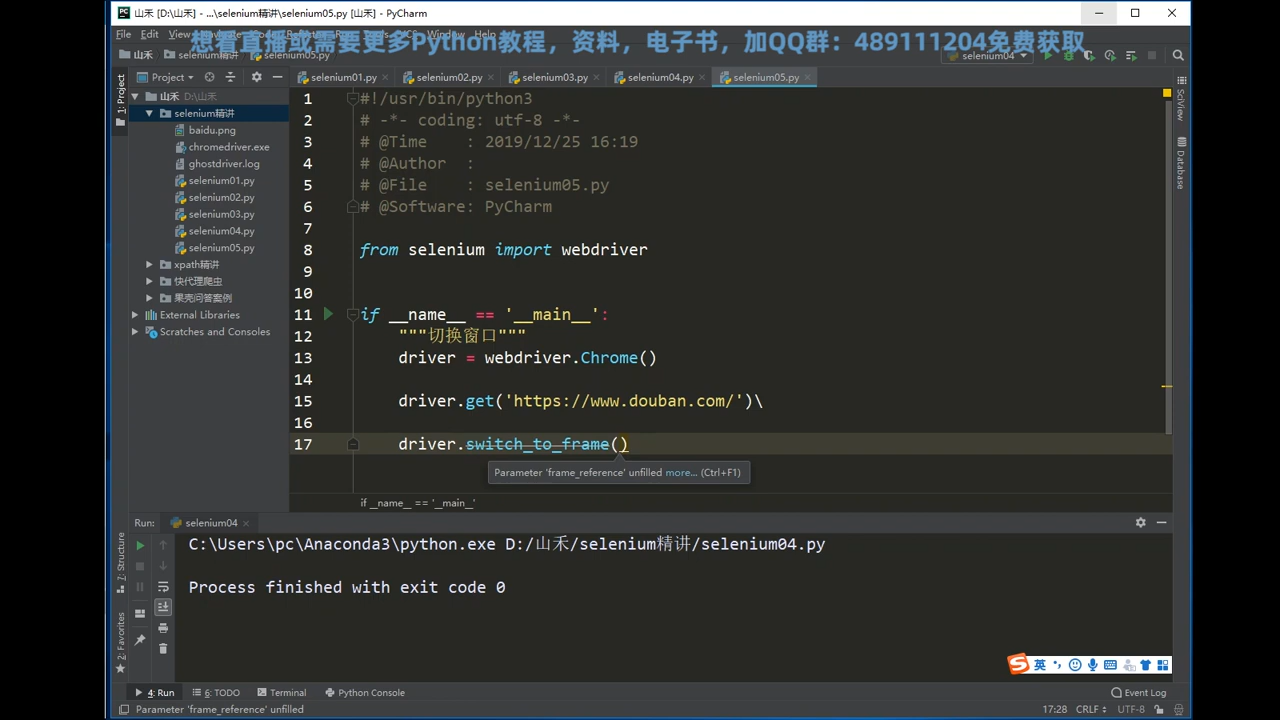 山禾 [D:\山禾] - ...\selenium精讲\selenium05.py [山禾] - PyCharm
File Edit View
Window Help
想看直播或需要更多Python教程，资料，电子书，加QQ群：489111204免费获取
山禾 selenium精讲 selenium05.py
selenium04
1: Project
Project
selenium01.py
selenium02.py
selenium03.py
selenium04.py
selenium05.py
山禾 D:\山禾
selenium精讲
baidu.png
chromedriver.exe
ghostdriver.log
selenium01.py
selenium02.py
selenium03.py
selenium04.py
selenium05.py
xpath精讲
快代理爬虫
果壳问答案例
External Libraries
Scratches and Consoles
1 #!/usr/bin/python3
2 # -*- coding: utf-8 -*-
3 # @Time    : 2019/12/25 16:19
4 # @Author  :
5 # @File    : selenium05.py
6 # @Software: PyCharm
7
8 from selenium import webdriver
9
10
11 if __name__ == '__main__':
12     """切换窗口"""
13     driver = webdriver.Chrome()
14
15     driver.get('https://www.douban.com/')\
16
17     driver.switch_to_frame()
Parameter 'frame_reference' unfilled more... (Ctrl+F1)
if __name__ == '__main__'
SciView
Database
Run: selenium04
C:\Users\pc\Anaconda3\python.exe D:/山禾/selenium精讲/selenium04.py
Process finished with exit code 0
7: Structure
2: Favorites
英
4: Run 6: TODO Terminal Python Console Event Log
Parameter 'frame_reference' unfilled 17:28 CRLF UTF-8